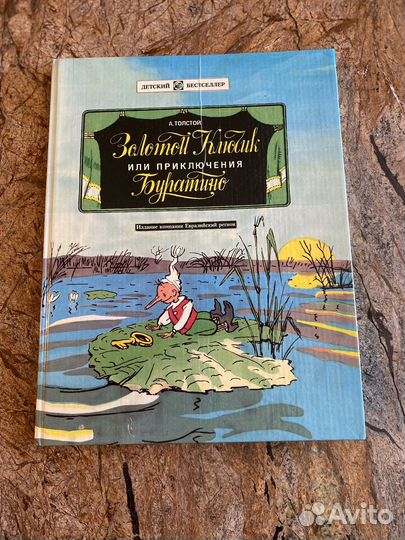 ДЕТСКИЙ БЕСТСЕЛЛЕР
А. ТОЛСТОЙ
Золотой Ключик
ИЛИ ПРИКЛЮЧЕНИЯ
Буратино
Издание компании Евразийский регион
Avito